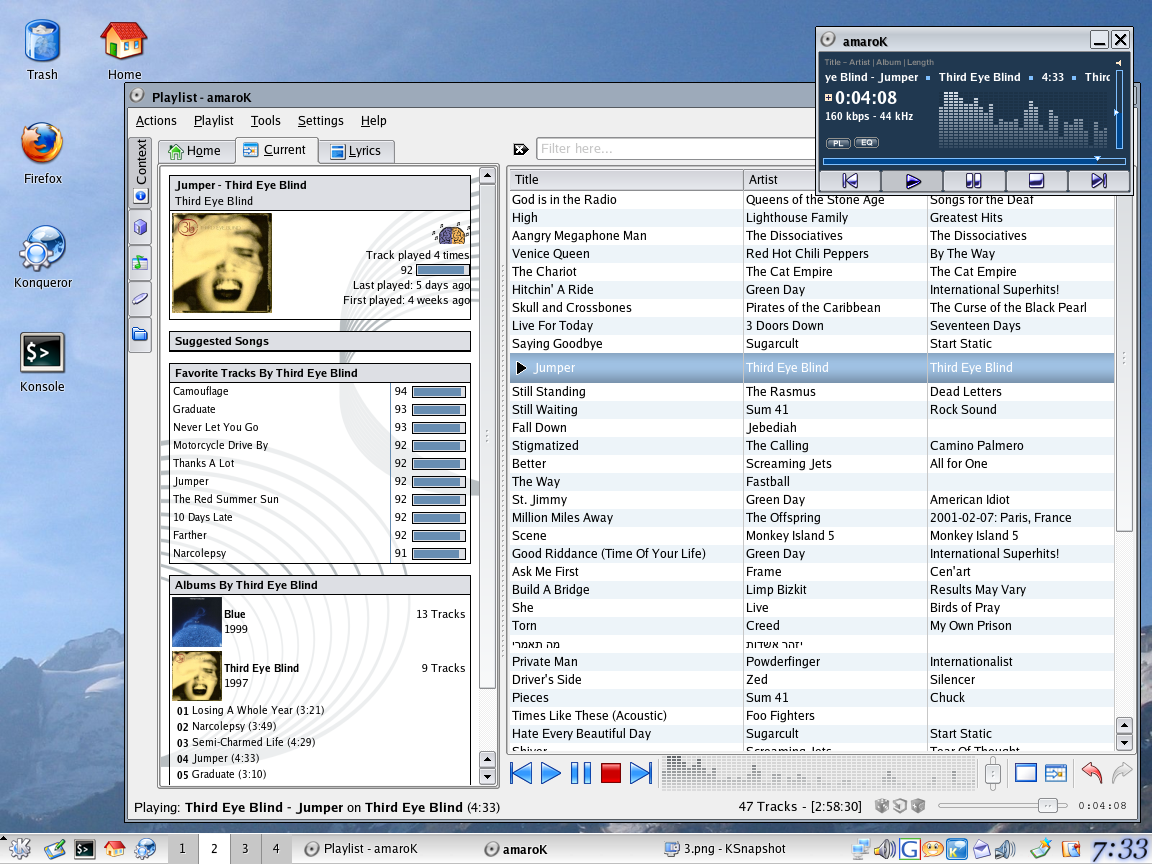 Trash
Home
Firefox
Konqueror
Konsole
amaroK
Title - Artist | Album | Length
ye Blind - Jumper ▪ Third Eye Blind ▪ 4:33 ▪ Third
0:04:08
160 kbps - 44 kHz
PL EQ
Playlist - amaroK
Actions Playlist Tools Settings Help
Context
Home Current Lyrics
Filter here...
Jumper - Third Eye Blind
Third Eye Blind
Track played 4 times
92
Last played: 5 days ago
First played: 4 weeks ago
Suggested Songs
Favorite Tracks By Third Eye Blind
Camouflage 94
Graduate 93
Never Let You Go 93
Motorcycle Drive By 92
Thanks A Lot 92
Jumper 92
The Red Summer Sun 92
10 Days Late 92
Farther 92
Narcolepsy 91
Albums By Third Eye Blind
Blue 13 Tracks
1999
Third Eye Blind 9 Tracks
1997
01 Losing A Whole Year (3:21)
02 Narcolepsy (3:49)
03 Semi-Charmed Life (4:29)
04 Jumper (4:33)
05 Graduate (3:10)
Title Artist
God is in the Radio Queens of the Stone Age Songs for the Deaf
High Lighthouse Family Greatest Hits
Aangry Megaphone Man The Dissociatives The Dissociatives
Venice Queen Red Hot Chili Peppers By The Way
The Chariot The Cat Empire The Cat Empire
Hitchin' A Ride Green Day International Superhits!
Skull and Crossbones Pirates of the Caribbean The Curse of the Black Pearl
Live For Today 3 Doors Down Seventeen Days
Saying Goodbye Sugarcult Start Static
Jumper Third Eye Blind Third Eye Blind
Still Standing The Rasmus Dead Letters
Still Waiting Sum 41 Rock Sound
Fall Down Jebediah
Stigmatized The Calling Camino Palmero
Better Screaming Jets All for One
The Way Fastball
St. Jimmy Green Day American Idiot
Million Miles Away The Offspring 2001-02-07: Paris, France
Scene Monkey Island 5 Monkey Island 5
Good Riddance (Time Of Your Life) Green Day International Superhits!
Ask Me First Frame Cen'art
Build A Bridge Limp Bizkit Results May Vary
She Live Birds of Pray
Torn Creed My Own Prison
מה תאמרי יזהר אשדות
Private Man Powderfinger Internationalist
Driver's Side Zed Silencer
Pieces Sum 41 Chuck
Times Like These (Acoustic) Foo Fighters
Hate Every Beautiful Day Sugarcult Start Static
Shiver Screaming Jets Tear Of Thought
Playing: Third Eye Blind - Jumper on Third Eye Blind (4:33) 47 Tracks - [2:58:30] 0:04:08
1 2 3 4 Playlist - amaroK amaroK 3.png - KSnapshot 7:33